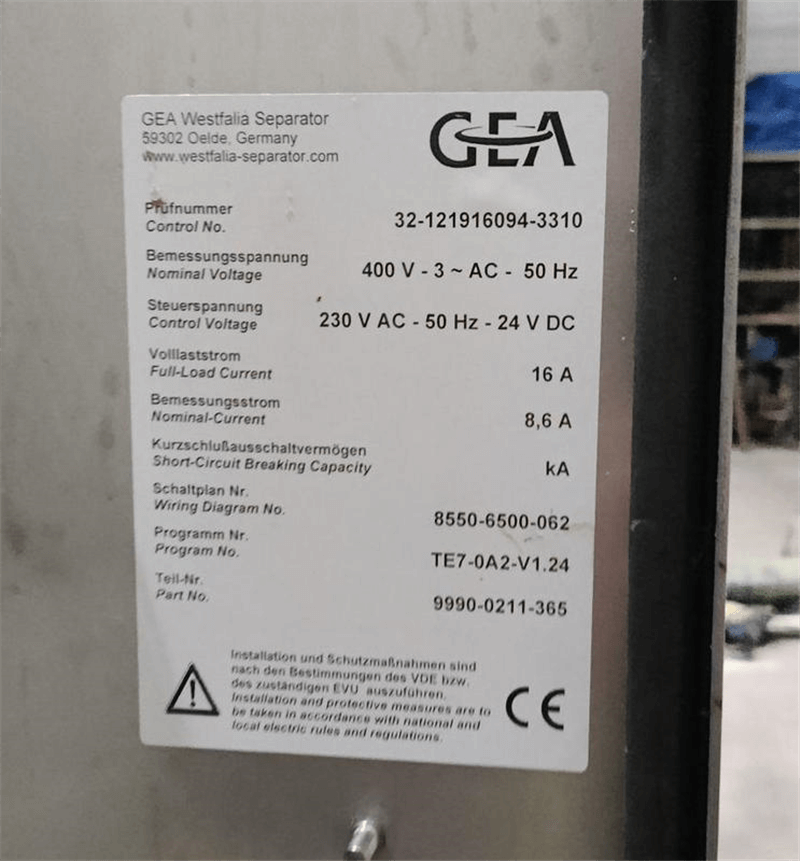 GEA Westfalia Separator
59302 Oelde, Germany
www.westfalia-separator.com
GEA
Prüfnummer
Control No.
32-121916094-3310
Bemessungsspannung
Nominal Voltage
400 V - 3 ~ AC - 50 Hz
Steuerspannung
Control Voltage
230 V AC - 50 Hz - 24 V DC
Volllaststrom
Full-Load Current
16 A
Bemessungsstrom
Nominal-Current
8,6 A
Kurzschlußausschaltvermögen
Short-Circuit Breaking Capacity
kA
Schaltplan Nr.
Wiring Diagram No.
8550-6500-062
Programm Nr.
Program No.
TE7-0A2-V1.24
Teil-Nr.
Part No.
9990-0211-365
Installation und Schutzmaßnahmen sind
nach den Bestimmungen des VDE bzw.
des zuständigen EVU auszuführen.
Installation and protective measures are to
be taken in accordance with national and
local electric rules and regulations.
CE